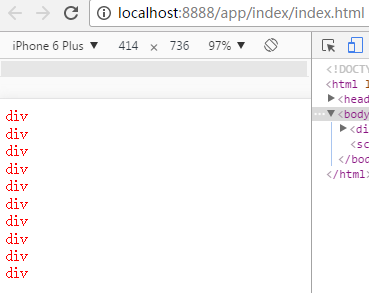 localhost:8888/app/index/index.html
iPhone 6 Plus ▼ 414 × 736 97% ▼
<!DOCTY
<html l
▶<head
... ▼<body
▶<di
<sc
</body
</html>
div
div
div
div
div
div
div
div
div
div